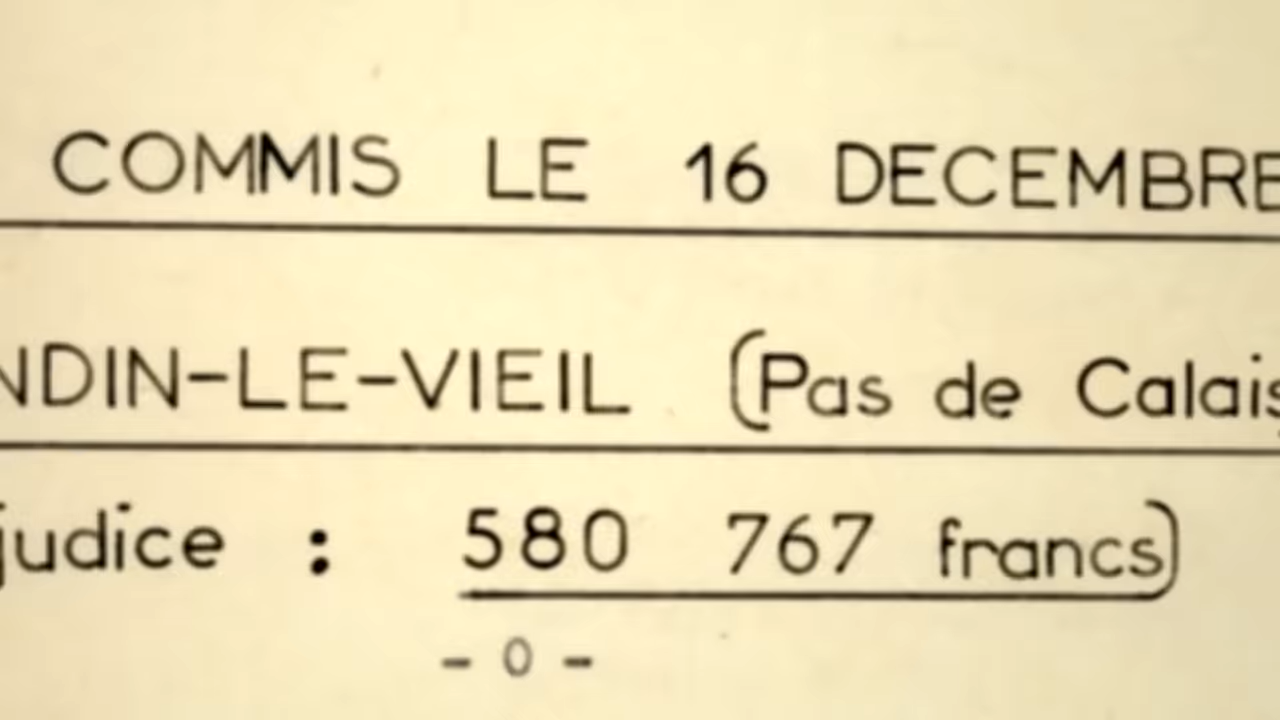 COMMIS LE 16 DECEMBRE
NDIN-LE-VIEIL (Pas de Calais
judice : 580 767 francs)
- 0 -